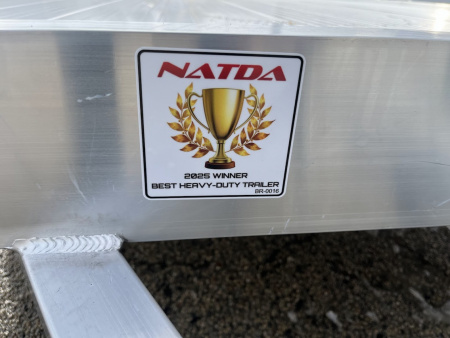 NATDA
2025 WINNER
BEST HEAVY-DUTY TRAILER
BR-0016